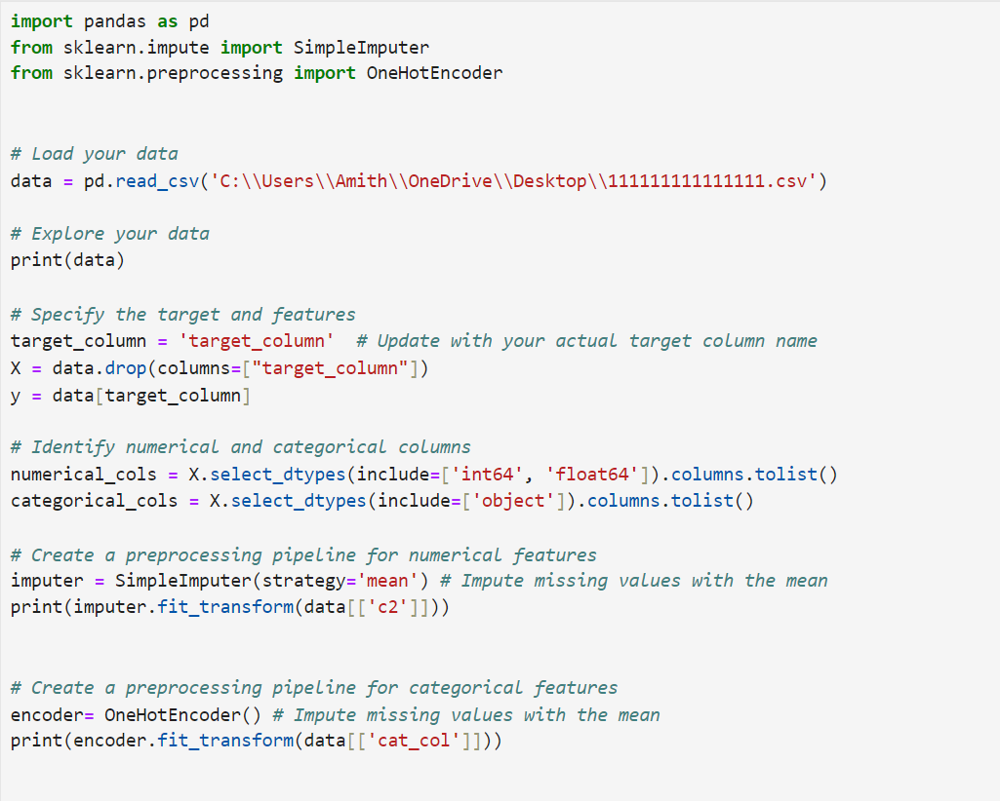 import pandas as pd
from sklearn.impute import SimpleImputer
from sklearn.preprocessing import OneHotEncoder
# Load your data
data = pd.read_csv('C:\\Users\\Amith\\OneDrive\\Desktop\\111111111111111.csv')
# Explore your data
print(data)
# Specify the target and features
target_column = 'target_column'  # Update with your actual target column name
X = data.drop(columns=["target_column"])
y = data[target_column]
# Identify numerical and categorical columns
numerical_cols = X.select_dtypes(include=['int64', 'float64']).columns.tolist()
categorical_cols = X.select_dtypes(include=['object']).columns.tolist()
# Create a preprocessing pipeline for numerical features
imputer = SimpleImputer(strategy='mean') # Impute missing values with the mean
print(imputer.fit_transform(data[['c2']]))
# Create a preprocessing pipeline for categorical features
encoder= OneHotEncoder() # Impute missing values with the mean
print(encoder.fit_transform(data[['cat_col']]))